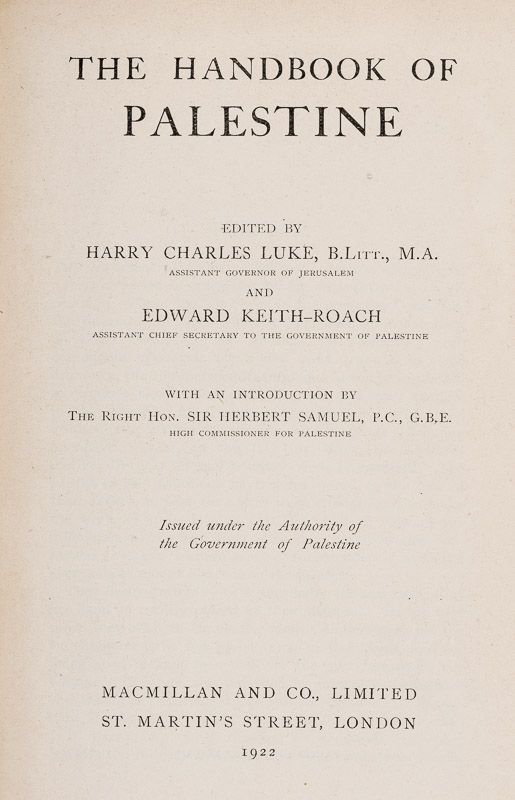 THE HANDBOOK OF
PALESTINE
EDITED BY
HARRY CHARLES LUKE, B.LITT., M.A.
ASSISTANT GOVERNOR OF JERUSALEM
AND
EDWARD KEITH-ROACH
ASSISTANT CHIEF SECRETARY TO THE GOVERNMENT OF PALESTINE
WITH AN INTRODUCTION BY
THE RIGHT HON. SIR HERBERT SAMUEL, P.C., G.B.E.
HIGH COMMISSIONER FOR PALESTINE
Issued under the Authority of
the Government of Palestine
MACMILLAN AND CO., LIMITED
ST. MARTIN'S STREET, LONDON
1922